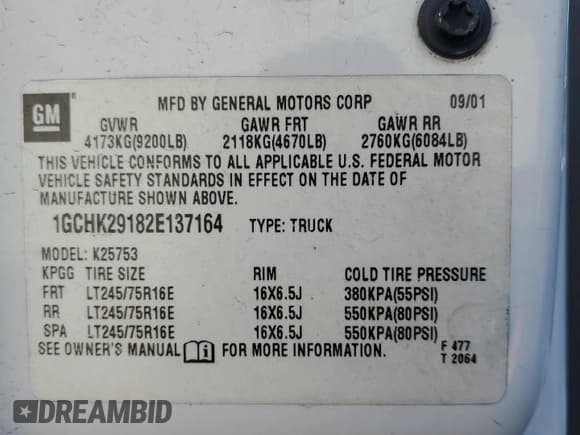 GM ®
MFD BY GENERAL MOTORS CORP 09/01
GVWR GAWR FRT GAWR RR
4173KG(9200LB) 2118KG(4670LB) 2760KG(6084LB)
THIS VEHICLE CONFORMS TO ALL APPLICABLE U.S. FEDERAL MOTOR
VEHICLE SAFETY STANDARDS IN EFFECT ON THE DATE OF
MANUFACTURE SHOWN ABOVE.
1GCHK29182E137164 TYPE: TRUCK
MODEL: K25753
KPGG TIRE SIZE RIM COLD TIRE PRESSURE
FRT LT245/75R16E 16X6.5J 380KPA(55PSI)
RR LT245/75R16E 16X6.5J 550KPA(80PSI)
SPA LT245/75R16E 16X6.5J 550KPA(80PSI)
SEE OWNER'S MANUAL FOR MORE INFORMATION.
F 477
T 2064
DREAMBID